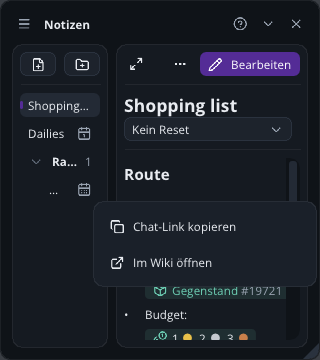 Notizen
Bearbeiten
Shopping...
Dailies
Ra... 1
...
Shopping list
Kein Reset
Route
Chat-Link kopieren
Im Wiki öffnen
Gegenstand #19721
• Budget:
1 2 3